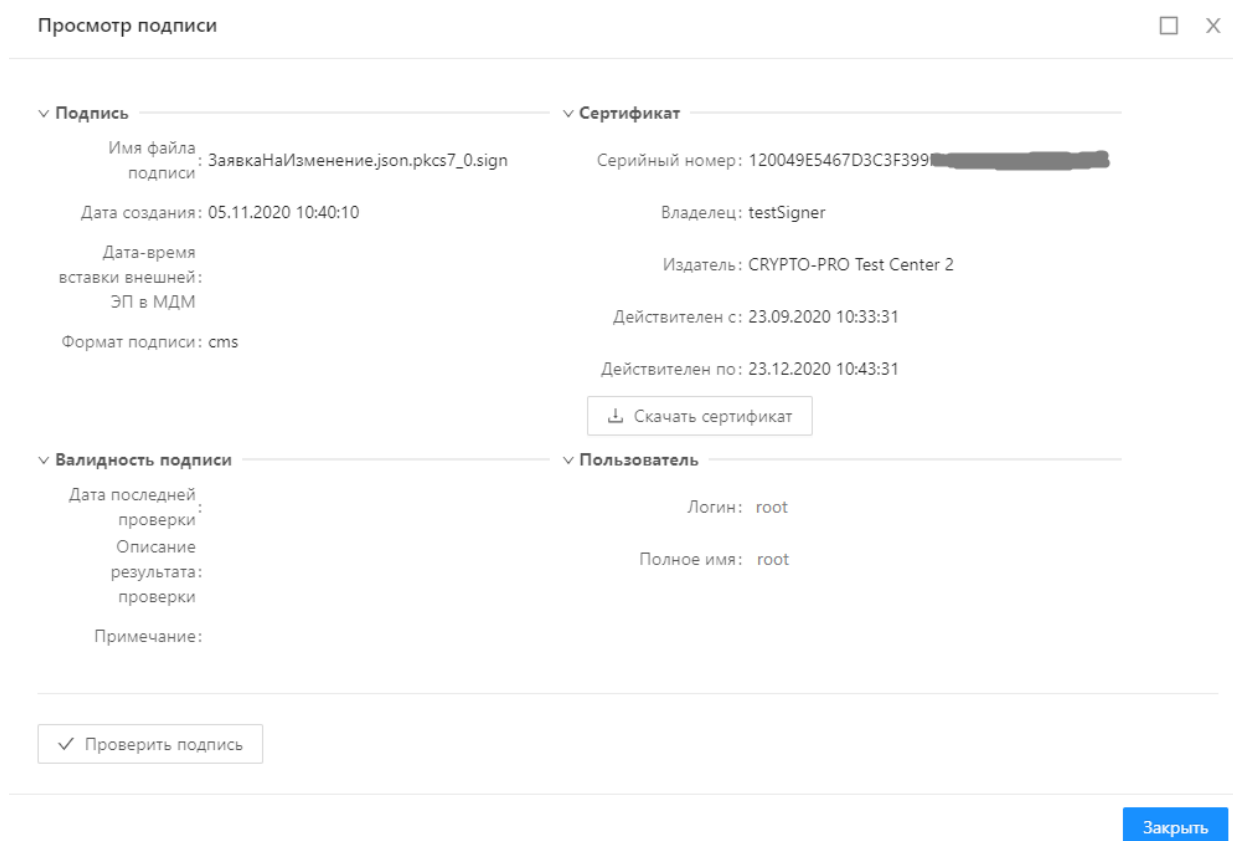 Просмотр подписи
Подпись
Имя файла подписи : ЗаявкаНаИзменение.json.pkcs7_0.sign
Дата создания: 05.11.2020 10:40:10
Дата-время
вставки внешней:
ЭП в МДМ
Формат подписи: cms
Сертификат
Серийный номер: 120049E5467D3C3F399
Владелец: testSigner
Издатель: CRYPTO-PRO Test Center 2
Действителен с: 23.09.2020 10:33:31
Действителен по: 23.12.2020 10:43:31
Скачать сертификат
Валидность подписи
Дата последней
проверки :
Описание
результата:
проверки
Примечание:
Пользователь
Логин: root
Полное имя: root
Проверить подпись
Закрыть